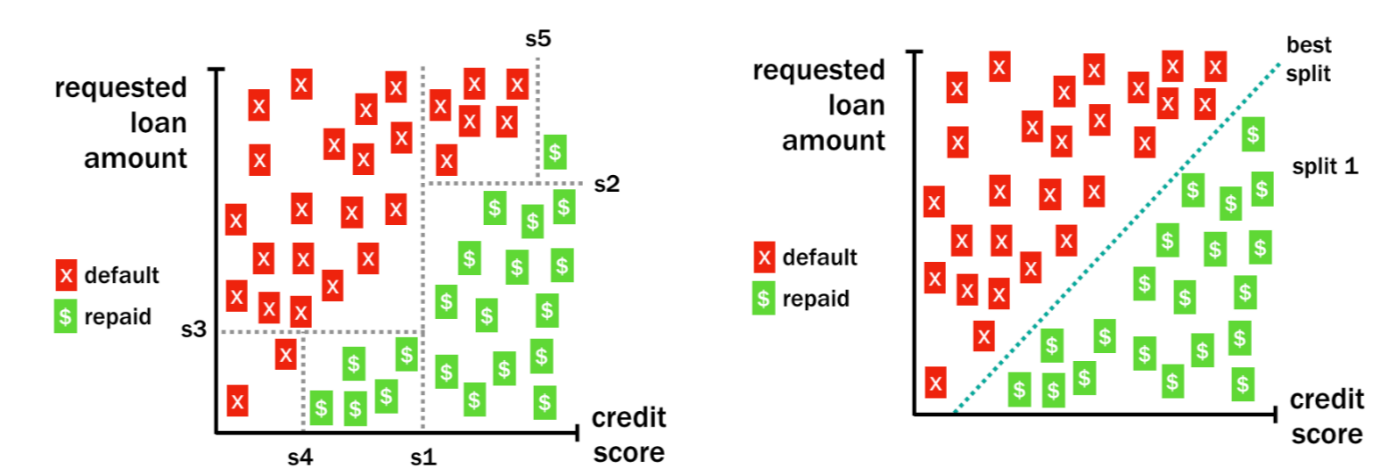 s5
requested
loan
amount
s2
x default
$ repaid
s3
credit
score
s4
s1
best
split
requested
loan
amount
split 1
x default
$ repaid
credit
score